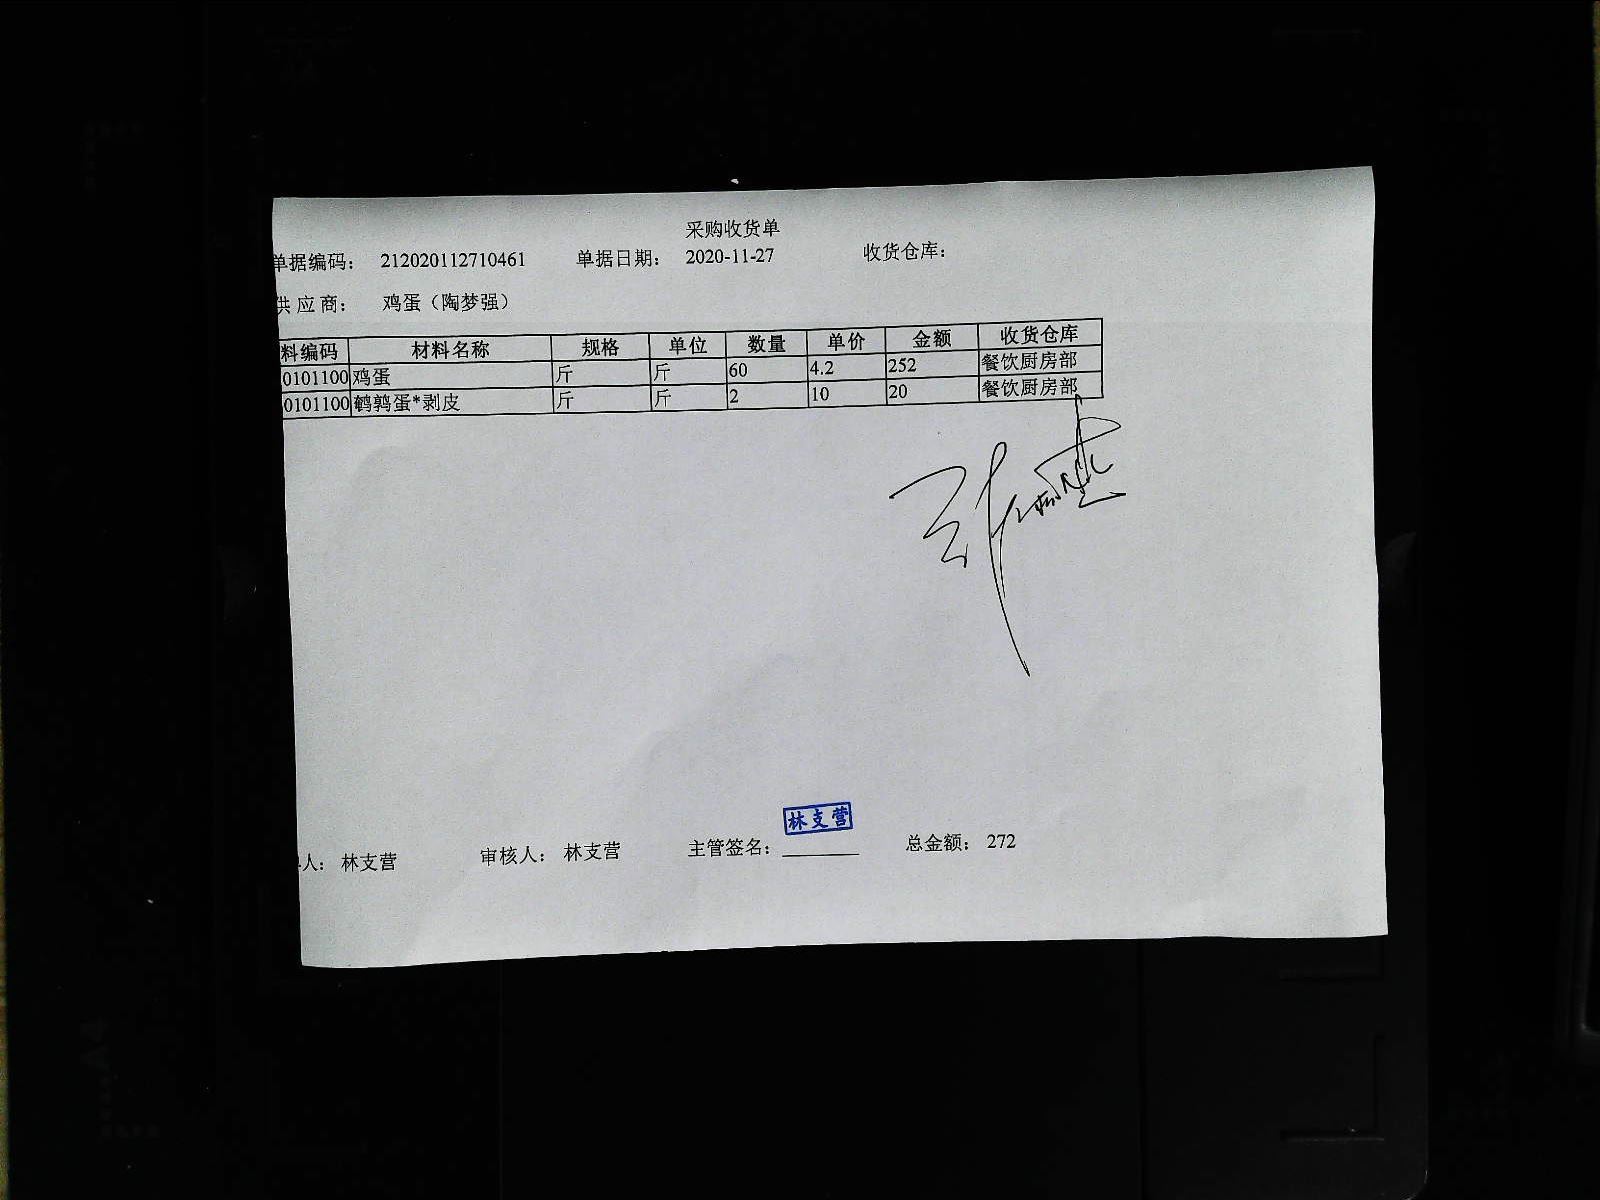 采购收货单
单据编码： 212020112710461 单据日期： 2020-11-27 收货仓库：
供应商： 鸡蛋（陶梦强）
料编码 材料名称 规格 单位 数量 单价 金额 收货仓库
0101100 鸡蛋 斤 斤 60 4.2 252 餐饮厨房部
0101100 鹌鹑蛋*剥皮 斤 斤 2 10 20 餐饮厨房部
林支营
人： 林支营 审核人： 林支营 主管签名： 总金额： 272